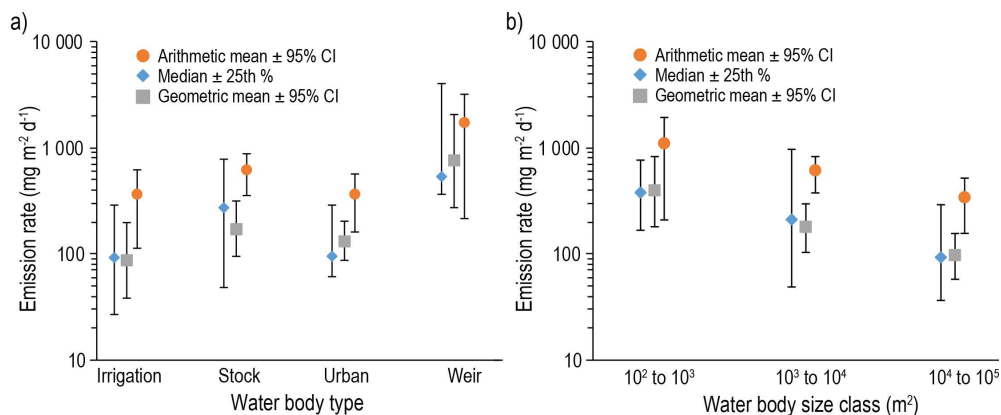 a)
10 000
1 000
100
10
Emission rate (mg m⁻² d⁻¹)
Arithmetic mean ± 95% CI
Median ± 25th %
Geometric mean ± 95% CI
Irrigation Stock Urban Weir
Water body type
b)
10 000
1 000
100
10
Emission rate (mg m⁻² d⁻¹)
Arithmetic mean ± 95% CI
Median ± 25th %
Geometric mean ± 95% CI
10² to 10³ 10³ to 10⁴ 10⁴ to 10⁵
Water body size class (m²)